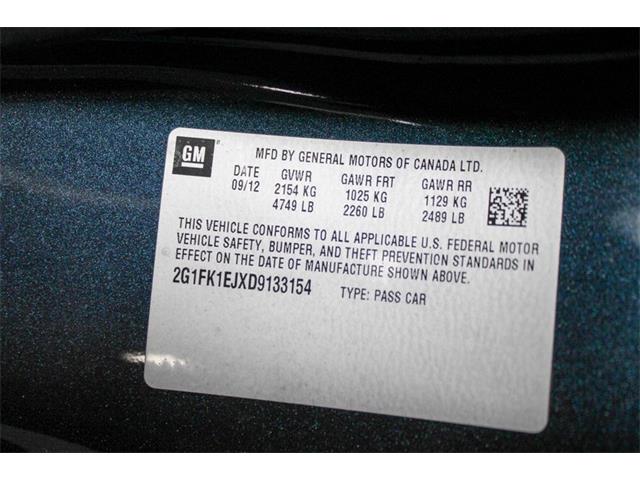 GM
MFD BY GENERAL MOTORS OF CANADA LTD.
DATE GVWR GAWR FRT GAWR RR
09/12 2154 KG 1025 KG 1129 KG
4749 LB 2260 LB 2489 LB
THIS VEHICLE CONFORMS TO ALL APPLICABLE U.S. FEDERAL MOTOR
VEHICLE SAFETY, BUMPER, AND THEFT PREVENTION STANDARDS IN
EFFECT ON THE DATE OF MANUFACTURE SHOWN ABOVE.
2G1FK1EJXD9133154 TYPE: PASS CAR